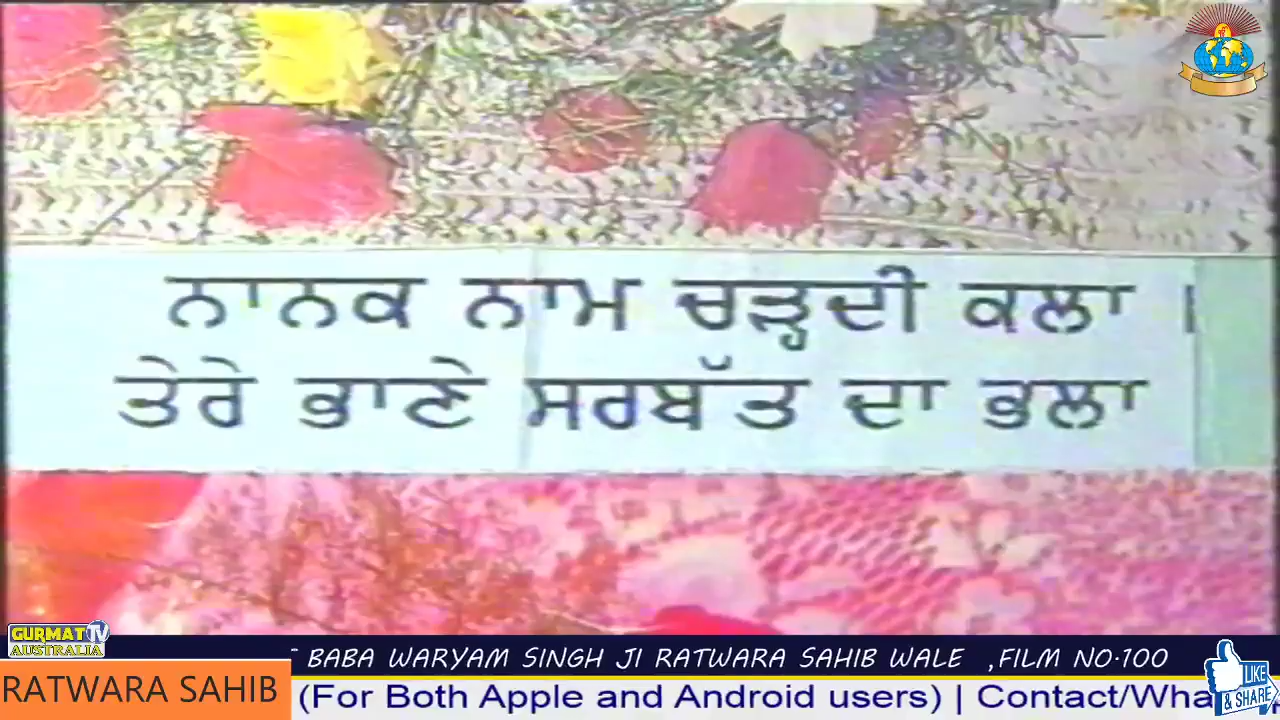 ਨਾਨਕ ਨਾਮ ਚੜ੍ਹਦੀ ਕਲਾ ।
ਤੇਰੇ ਭਾਣੇ ਸਰਬੱਤ ਦਾ ਭਲਾ
GURMAT TV
AUSTRALIA
BABA WARYAM SINGH JI RATWARA SAHIB WALE ,FILM NO.100
RATWARA SAHIB
(For Both Apple and Android users) | Contact/Wha
LIKE
& SHARE